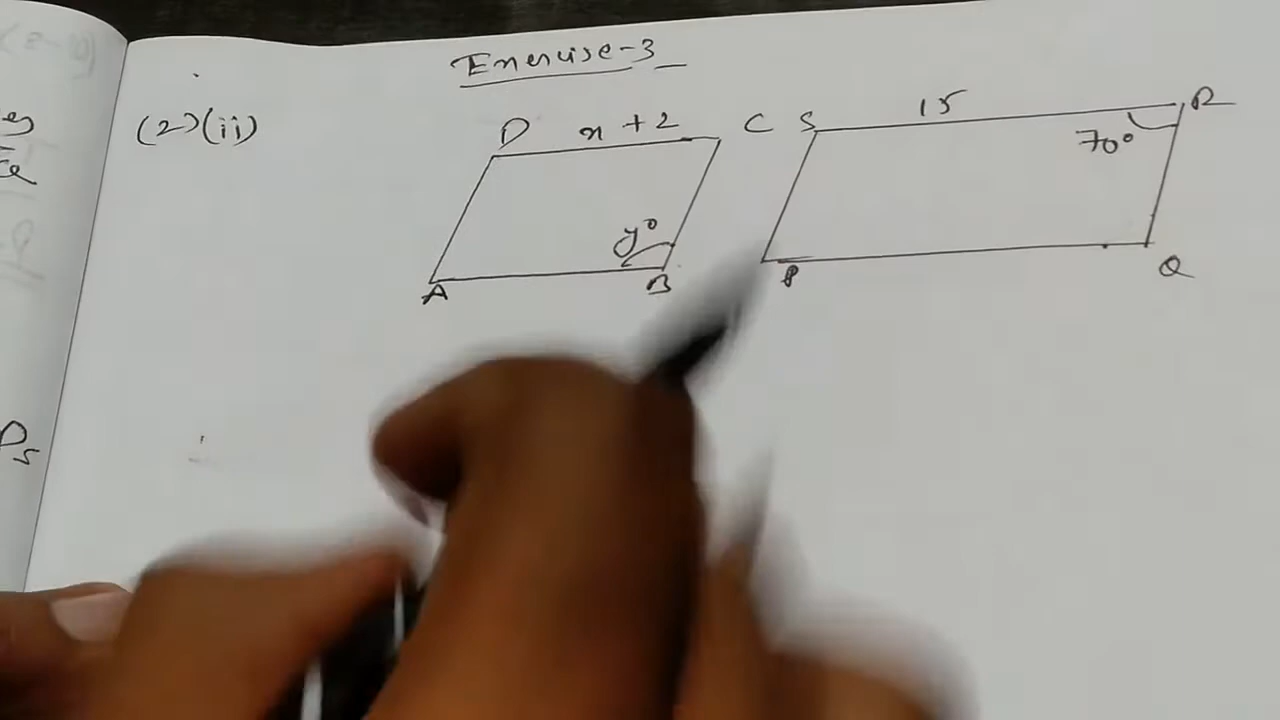 Exercise-3
(2)(ii)
D x+2 C
S 15 R
70°
y°
A B
P Q